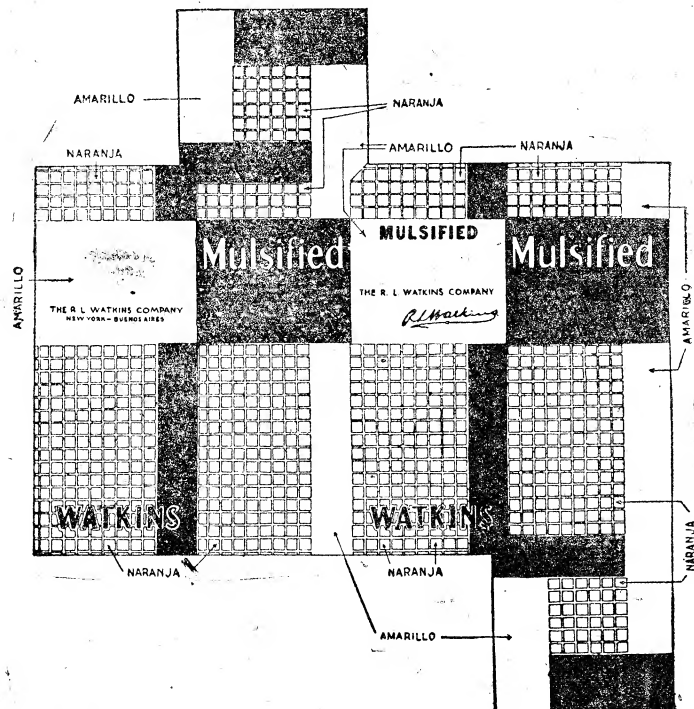 AMARILLO
NARANJA
NARANJA
AMARILLO
NARANJA
MULSIFIED
Mulsified
Mulsified
THE R. L. WATKINS COMPANY
R L Watkins
AMARILLO
THE R. L. WATKINS COMPANY
NEW YORK - BUENOS AIRES
AMARILLO
WATKINS
WATKINS
NARANJA
NARANJA
NARANJA
AMARILLO